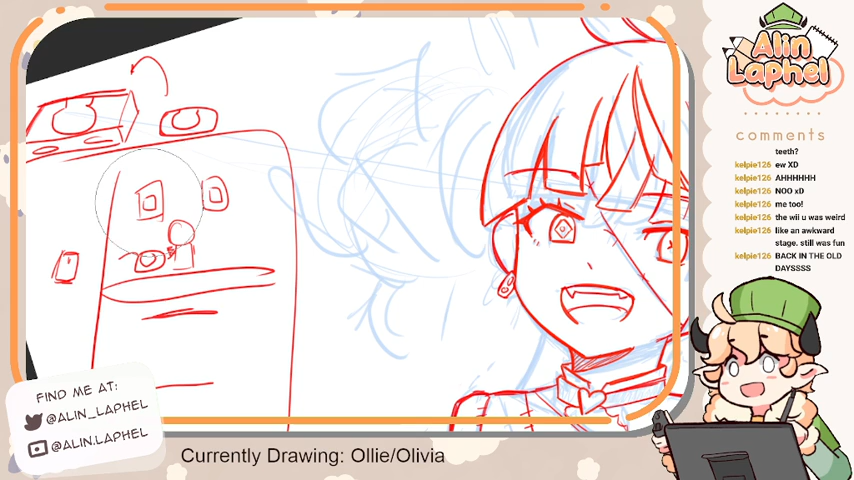 Alin
Laphel
comments
teeth?
kelpie126 ew XD
kelpie126 AHHHHHH
kelpie126 NOO xD
kelpie126 me too!
kelpie126 the wii u was weird
kelpie126 like an awkward
stage. still was fun
kelpie126 BACK IN THE OLD
DAYSSSS
FIND ME AT:
@ALIN_LAPHEL
@ALIN.LAPHEL
Currently Drawing: Ollie/Olivia